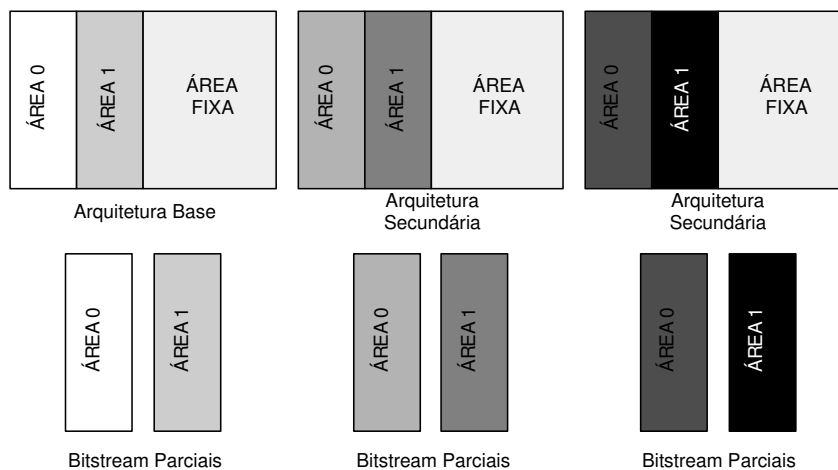 ÁREA 0
ÁREA 1
ÁREA
FIXA
Arquitetura Base
ÁREA 0
ÁREA 1
ÁREA
FIXA
Arquitetura
Secundária
ÁREA 0
ÁREA 1
ÁREA
FIXA
Arquitetura
Secundária
ÁREA 0
ÁREA 1
Bitstream Parciais
ÁREA 0
ÁREA 1
Bitstream Parciais
ÁREA 0
ÁREA 1
Bitstream Parciais